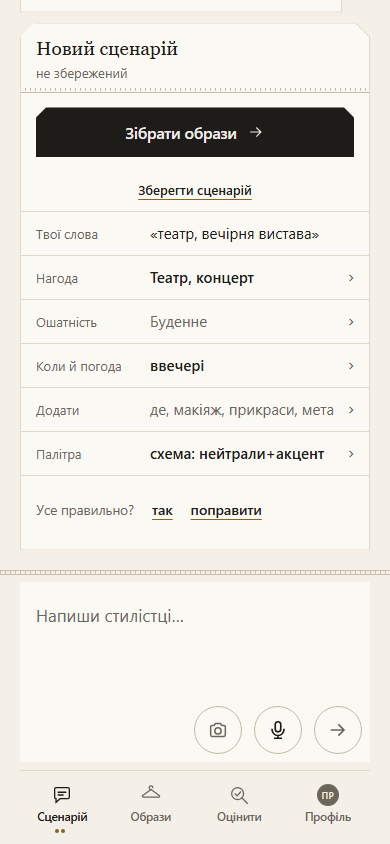 Новий сценарій
не збережений
Зібрати образи →
Зберегти сценарій
Твої слова «театр, вечірня вистава»
Нагода Театр, концерт ›
Ошатність Буденне ›
Коли й погода ввечері ›
Додати де, макіяж, прикраси, мета ›
Палітра схема: нейтрали+акцент ›
Усе правильно? так поправити
Напиши стилістці...
Сценарій Образи Оцінити ПР Профіль